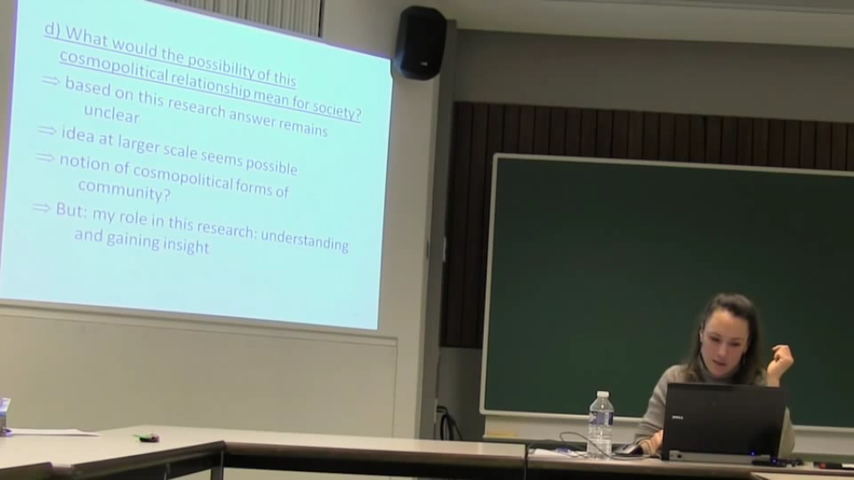 d) What would the possibility of this
cosmopolitical relationship mean for society?
⇒ based on this research answer remains
unclear
⇒ idea at larger scale seems possible
⇒ notion of cosmopolitical forms of
community?
⇒ But: my role in this research: understanding
and gaining insight
DELL